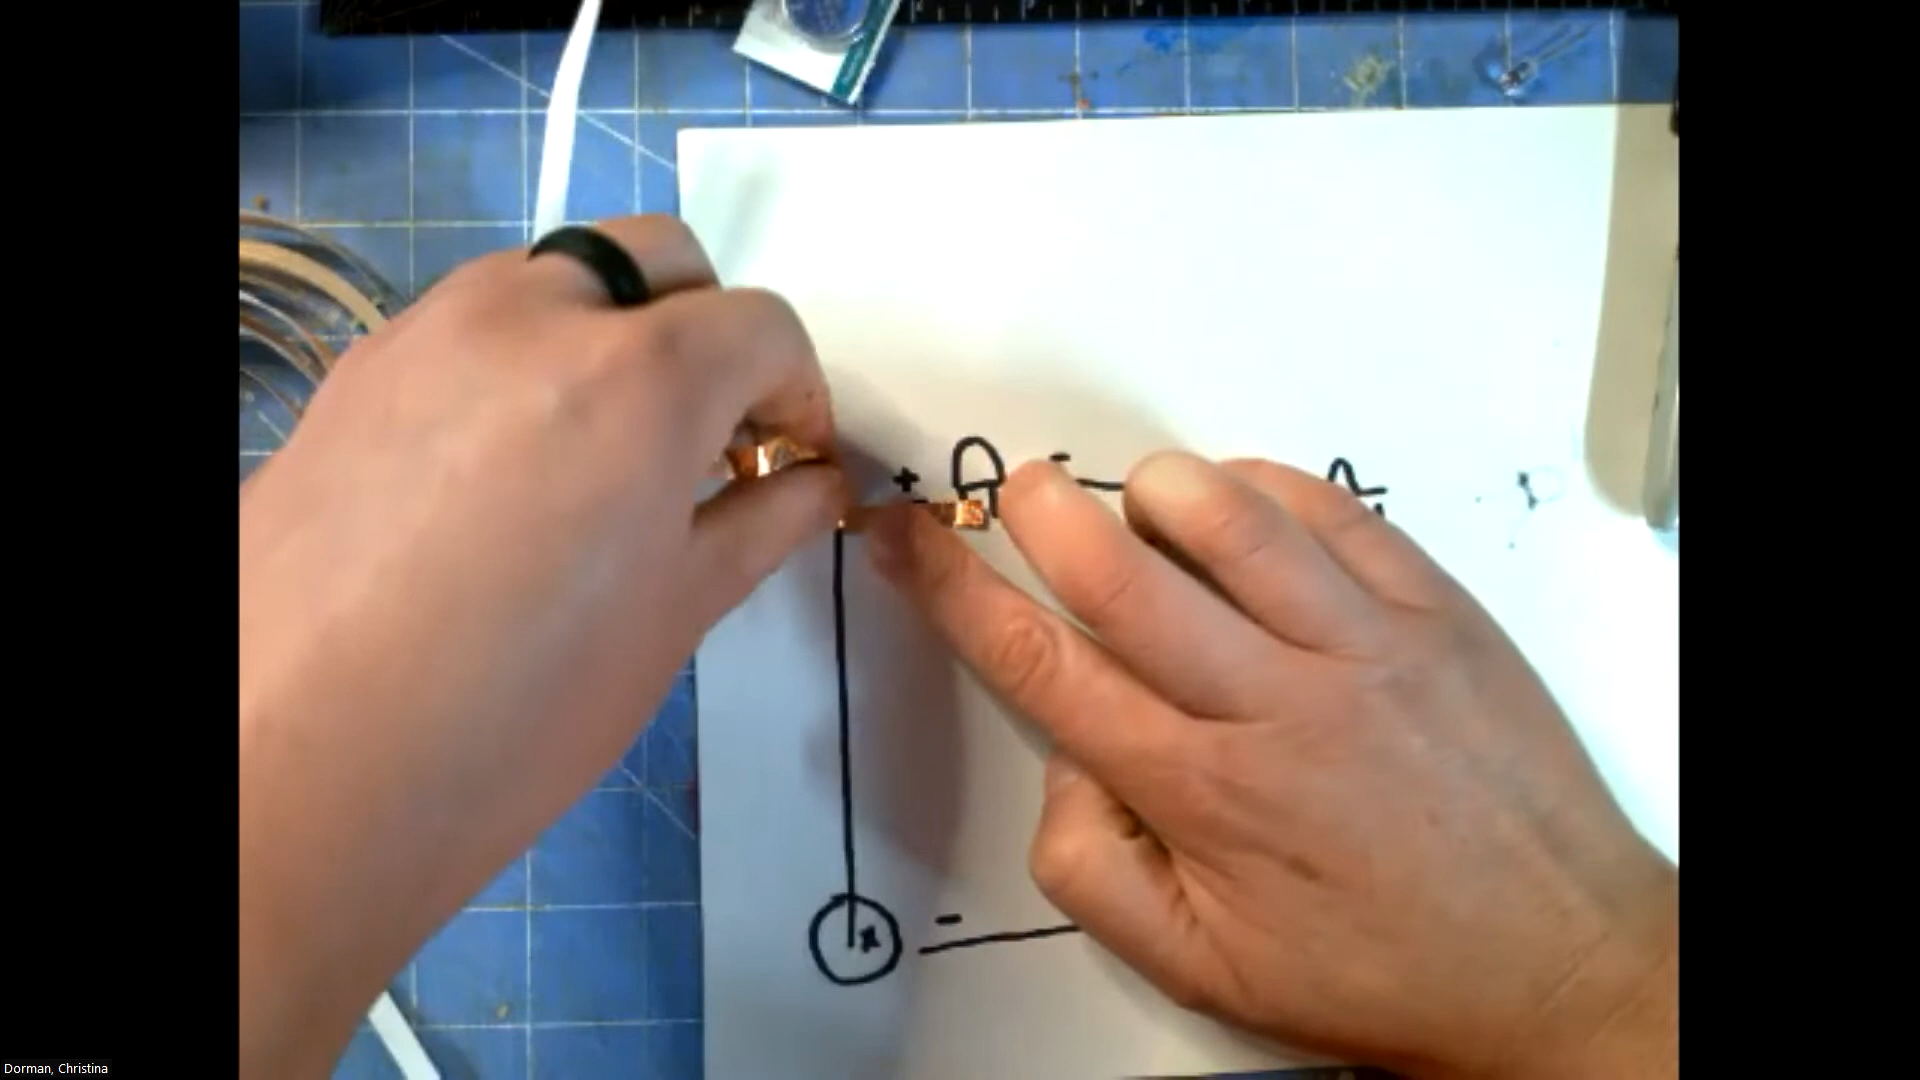 + -
-
Dorman, Christina